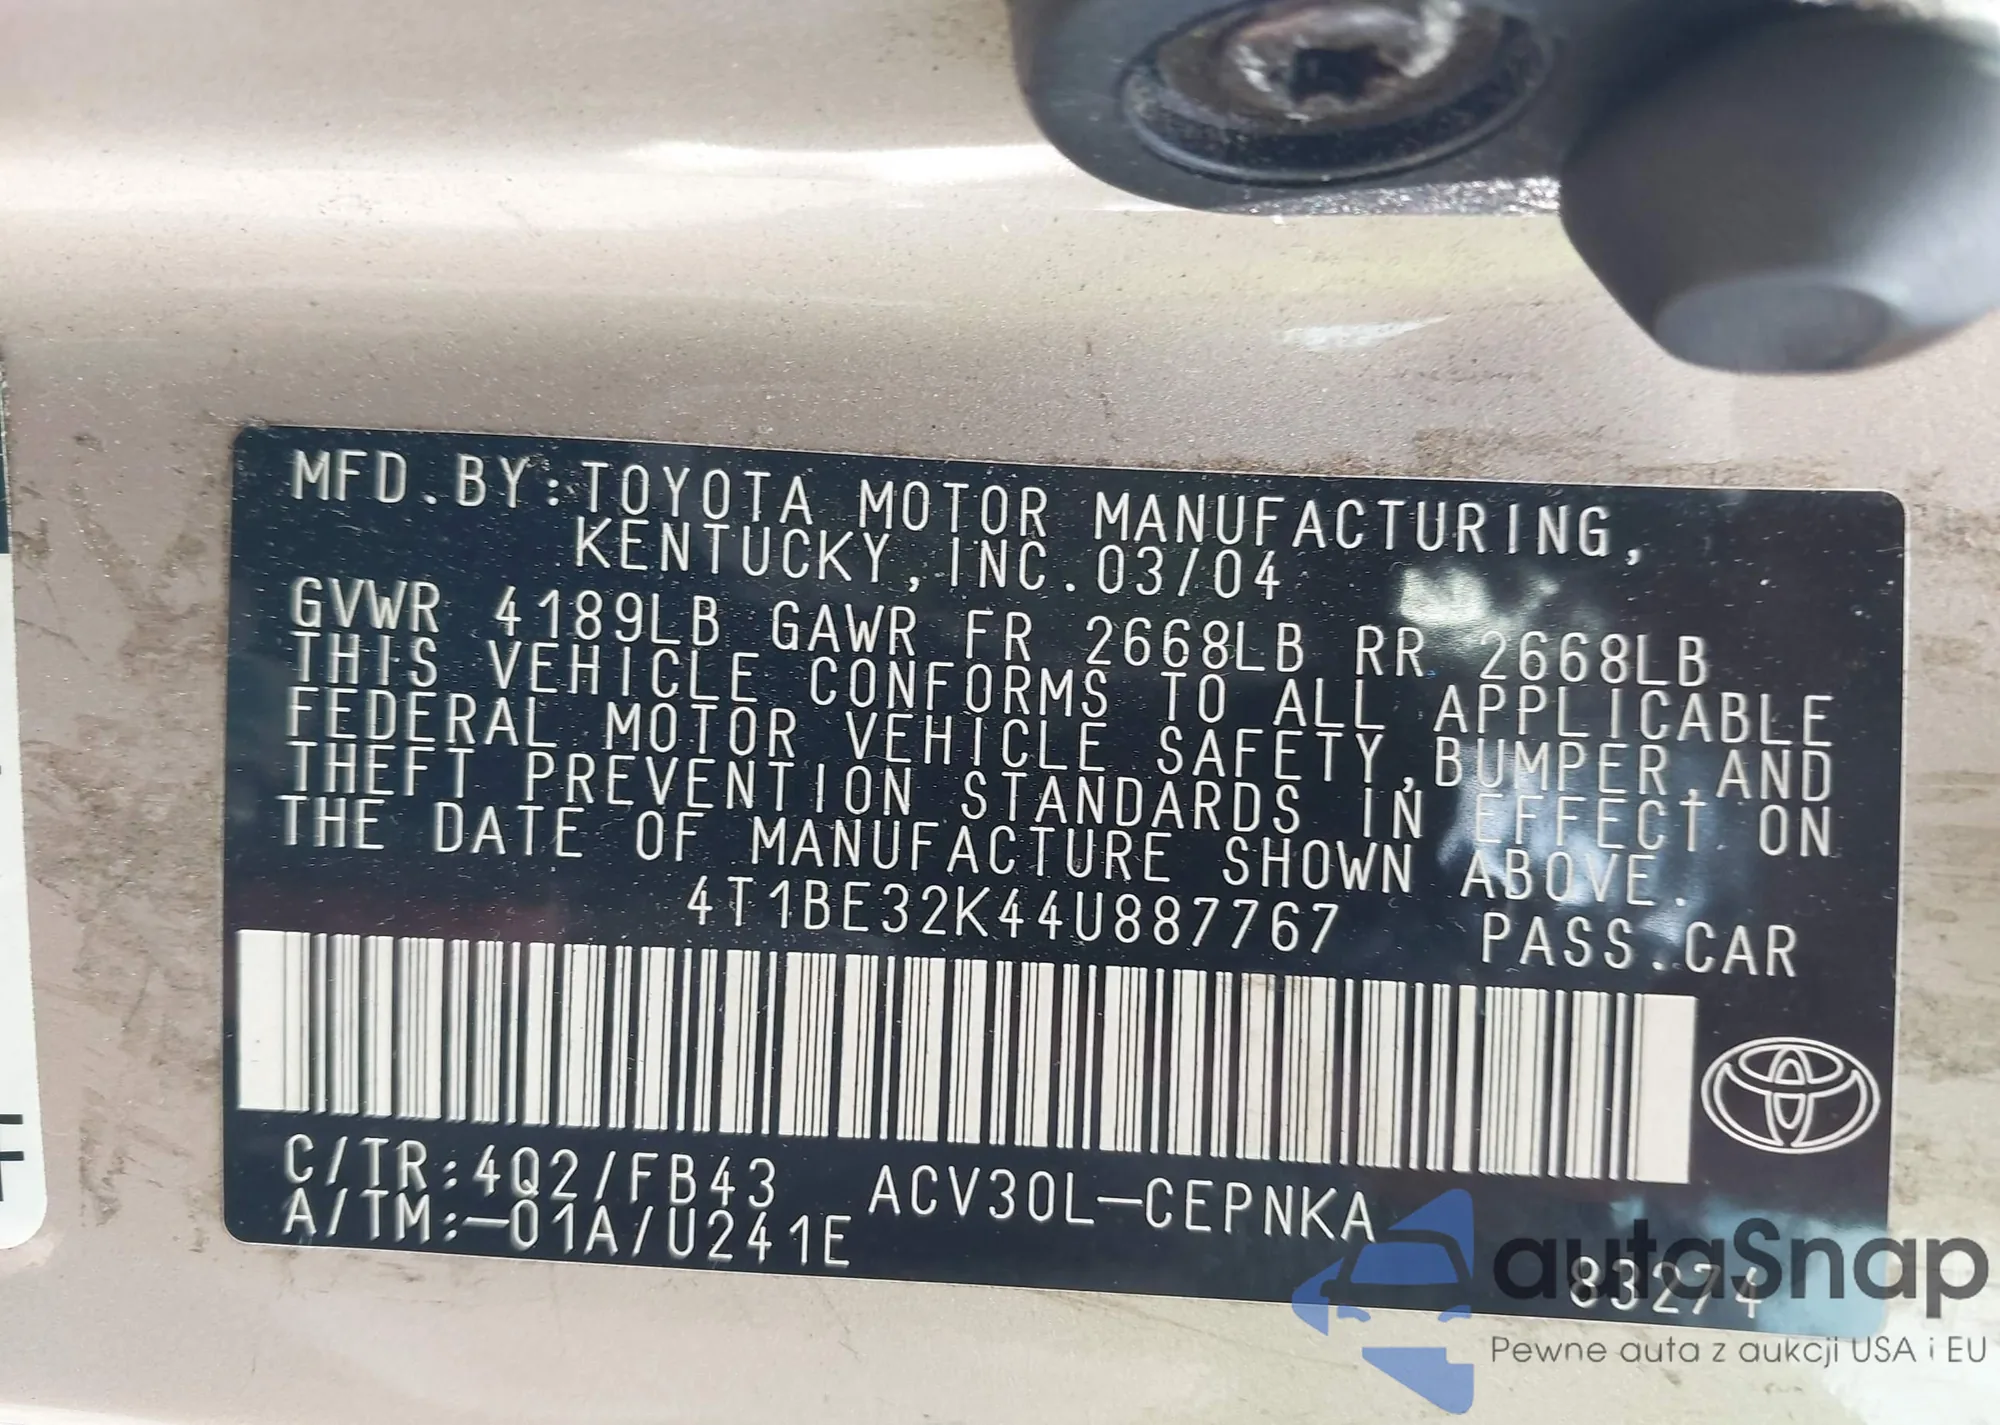 MFD.BY:TOYOTA MOTOR MANUFACTURING,
KENTUCKY,INC.03/04
GVWR 4189LB GAWR FR 2668LB RR 2668LB
THIS VEHICLE CONFORMS TO ALL APPLICABLE
FEDERAL MOTOR VEHICLE SAFETY,BUMPER,AND
THEFT PREVENTION STANDARDS IN EFFECT ON
THE DATE OF MANUFACTURE SHOWN ABOVE.
4T1BE32K44U887767 PASS.CAR
C/TR:4Q2/FB43 ACV30L-CEPNKA
A/TM:-01A/U241E
83274
autaSnap
Pewne auta z aukcji USA i EU